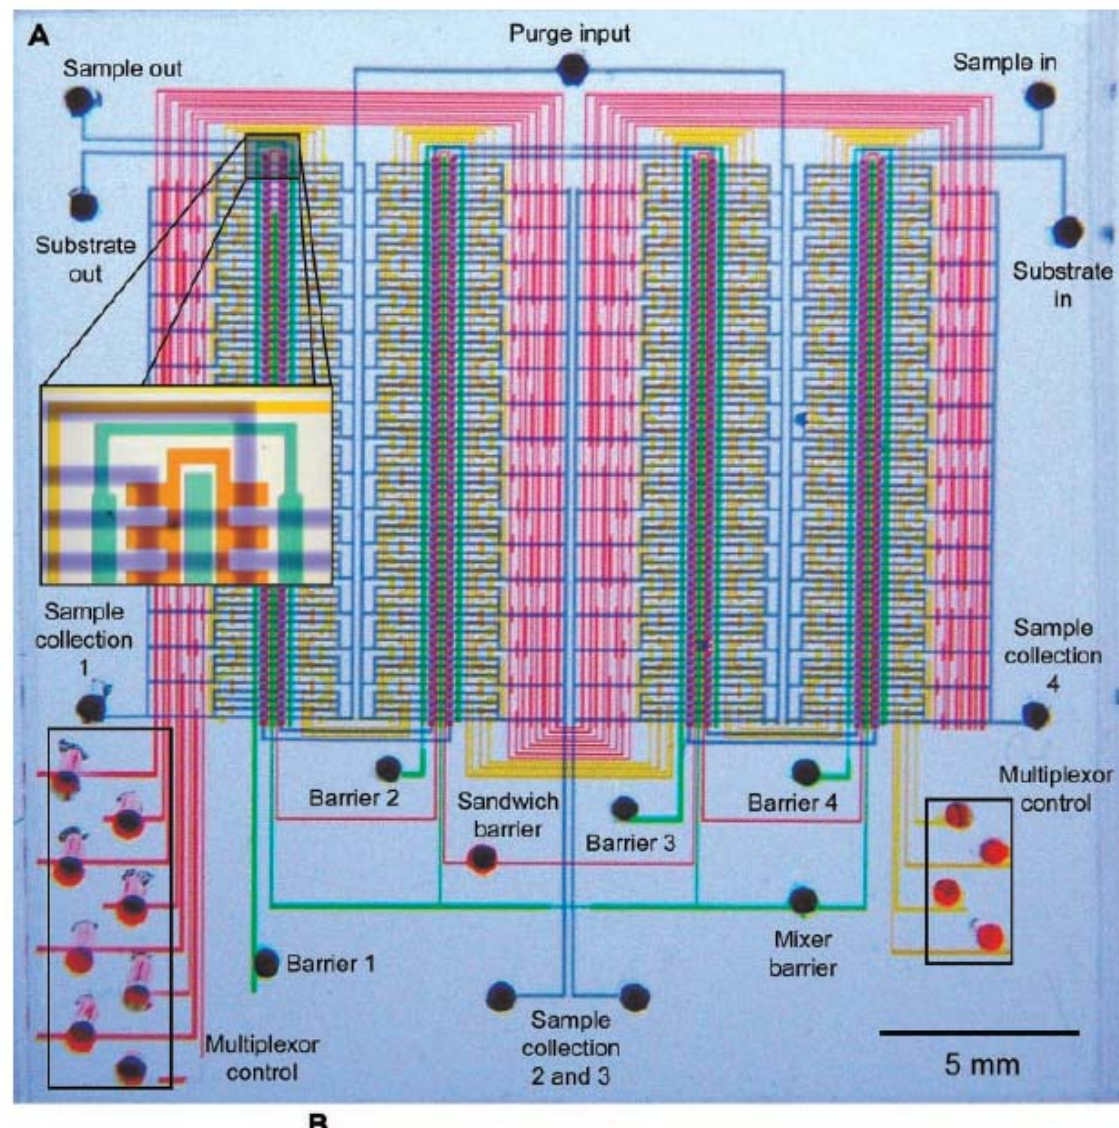 A
Purge input
Sample out
Sample in
Substrate
out
Substrate
in
Sample
collection
1
Sample
collection
4
Barrier 2
Sandwich
barrier
Barrier 3
Barrier 4
Multiplexor
control
Barrier 1
Mixer
barrier
Multiplexor
control
Sample
collection
2 and 3
5 mm
B